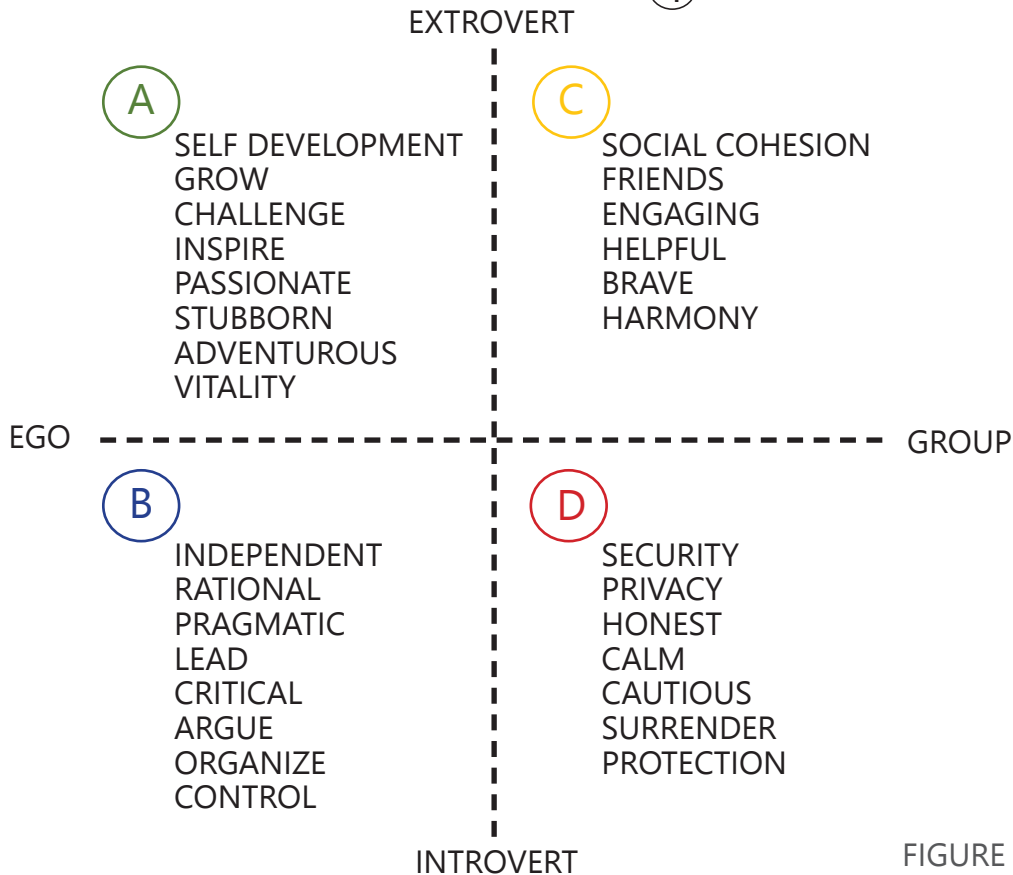 EXTROVERT
A
SELF DEVELOPMENT
GROW
CHALLENGE
INSPIRE
PASSIONATE
STUBBORN
ADVENTUROUS
VITALITY
C
SOCIAL COHESION
FRIENDS
ENGAGING
HELPFUL
BRAVE
HARMONY
EGO
GROUP
B
INDEPENDENT
RATIONAL
PRAGMATIC
LEAD
CRITICAL
ARGUE
ORGANIZE
CONTROL
D
SECURITY
PRIVACY
HONEST
CALM
CAUTIOUS
SURRENDER
PROTECTION
INTROVERT
FIGURE